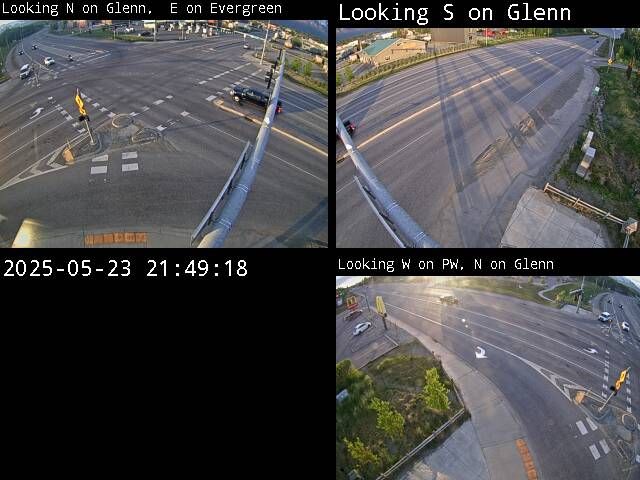 Looking N on Glenn, E on Evergreen
Looking S on Glenn
2025-05-23 21:49:18
Looking W on PW, N on Glenn